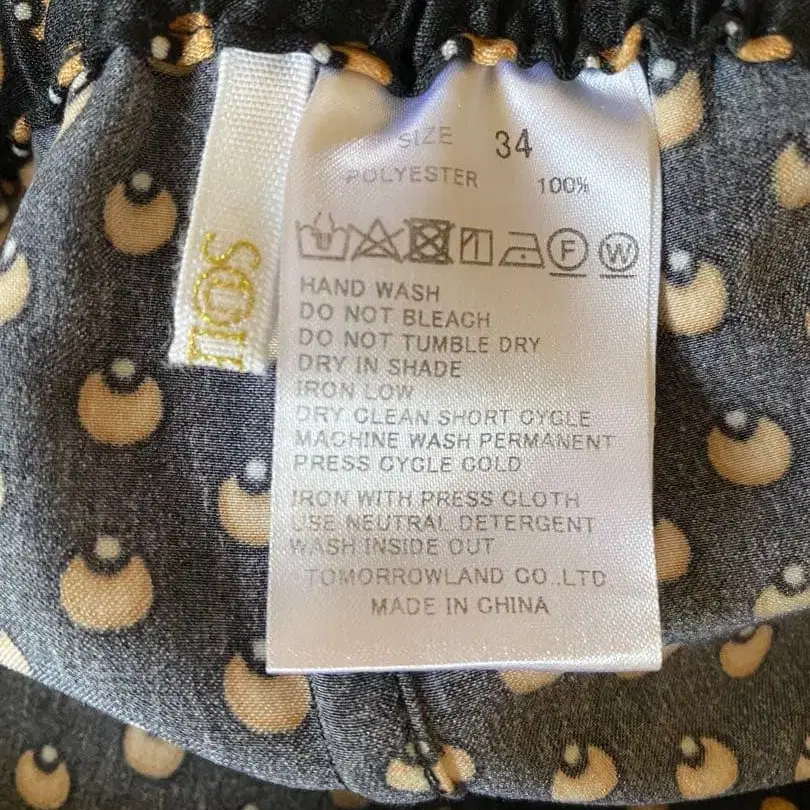 SIZE 34
POLYESTER 100%
F W
HAND WASH
DO NOT BLEACH
DO NOT TUMBLE DRY
DRY IN SHADE
IRON LOW
DRY CLEAN SHORT CYCLE
MACHINE WASH PERMANENT
PRESS CYCLE COLD
IRON WITH PRESS CLOTH
USE NEUTRAL DETERGENT
WASH INSIDE OUT
TOMORROWLAND CO.,LTD
MADE IN CHINA